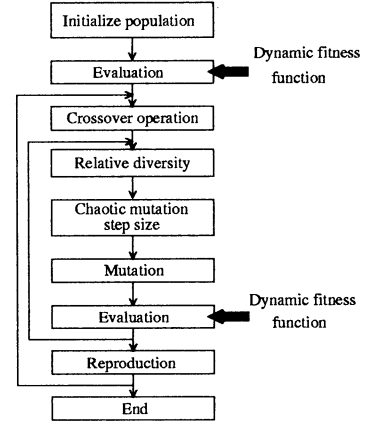 Initialize population
Dynamic fitness
function
Evaluation
Crossover operation
Relative diversity
Chaotic mutation
step size
Mutation
Dynamic fitness
function
Evaluation
Reproduction
End